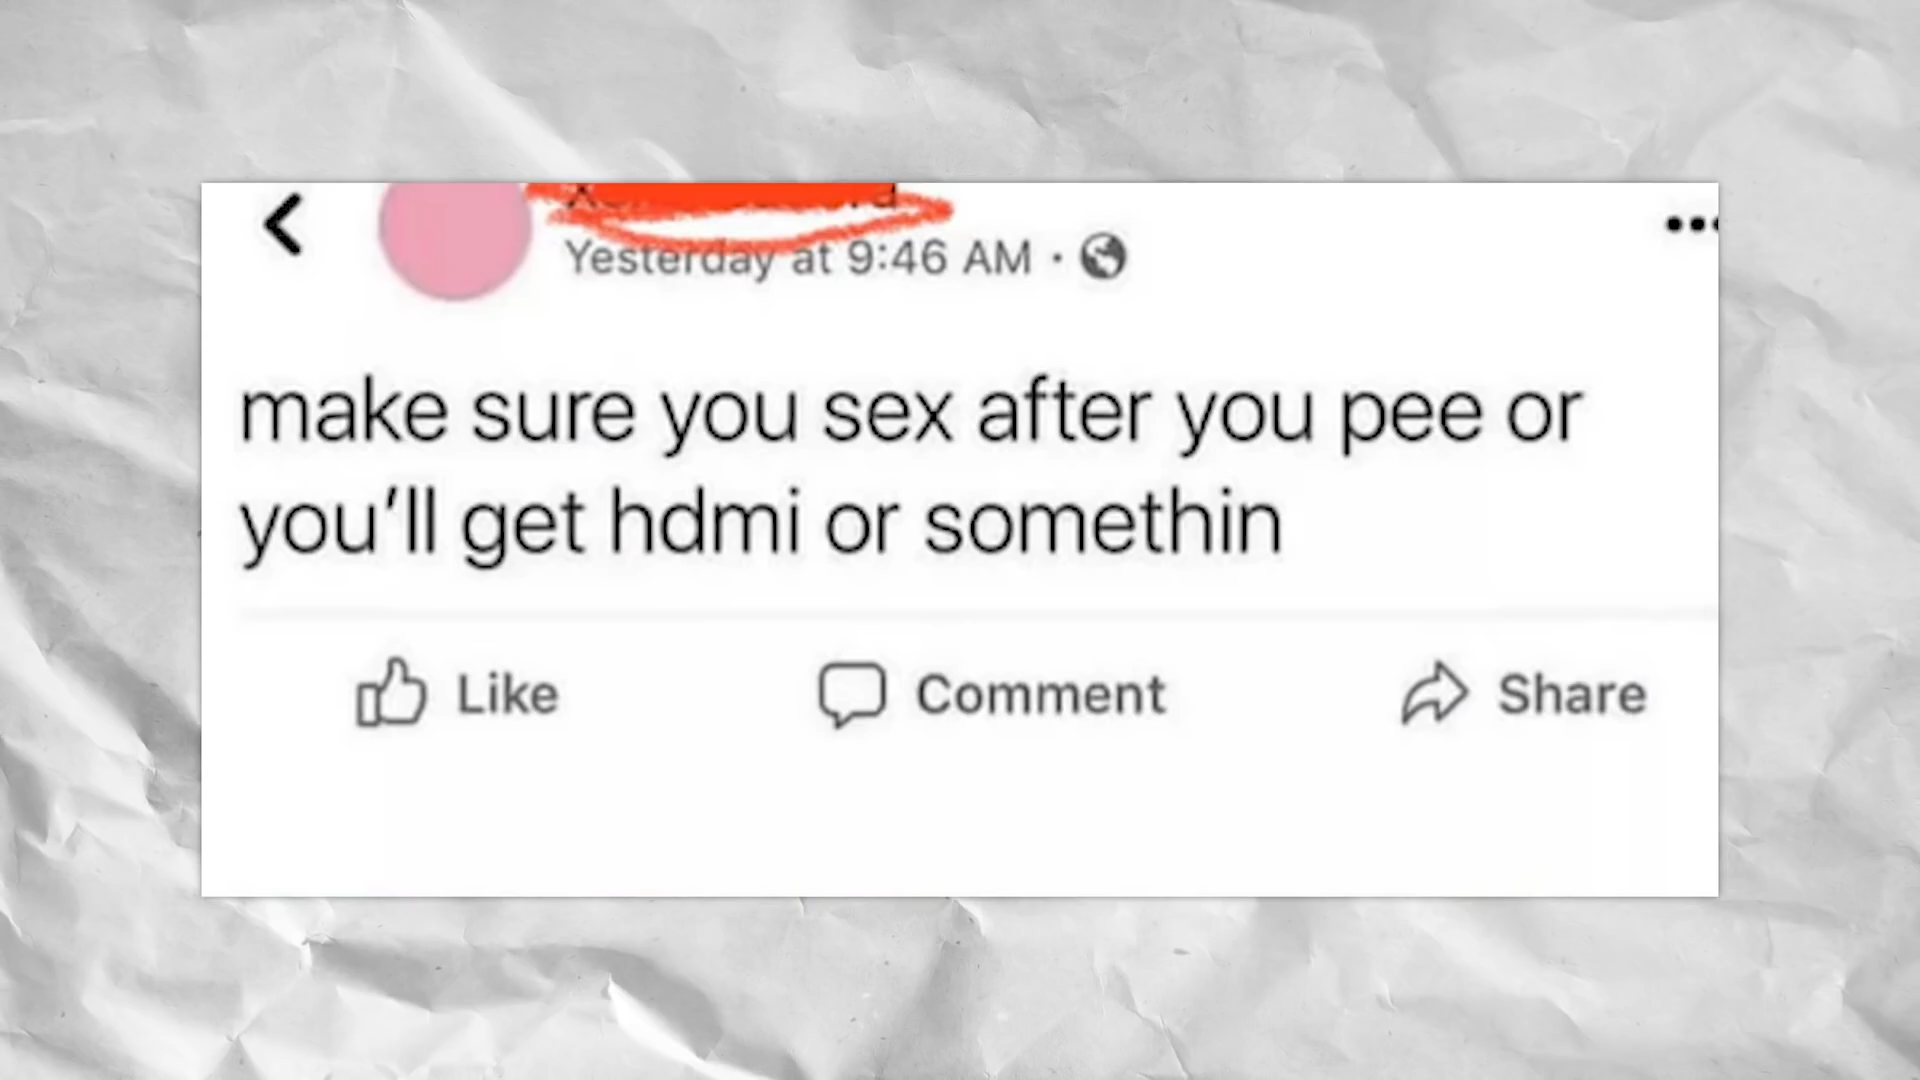 Yesterday at 9:46 AM ·
make sure you sex after you pee or
you'll get hdmi or somethin
Like
Comment
Share